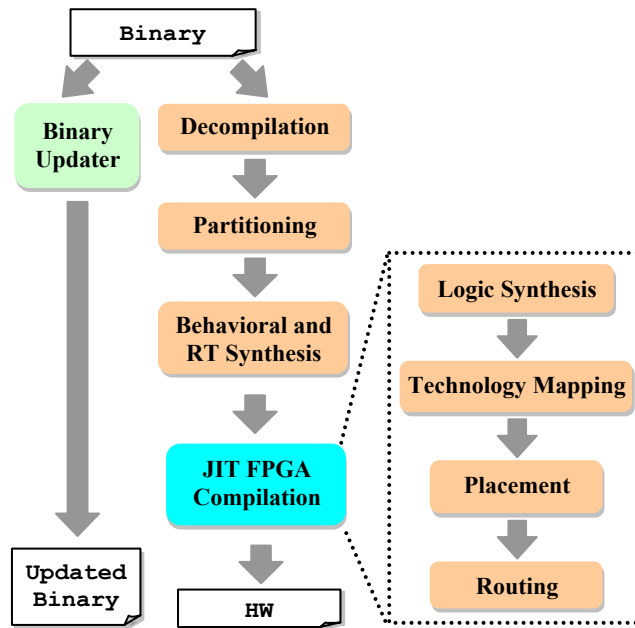 Binary
Binary
Updater
Decompilation
Partitioning
Behavioral and
RT Synthesis
JIT FPGA
Compilation
Updated
Binary
HW
Logic Synthesis
Technology Mapping
Placement
Routing